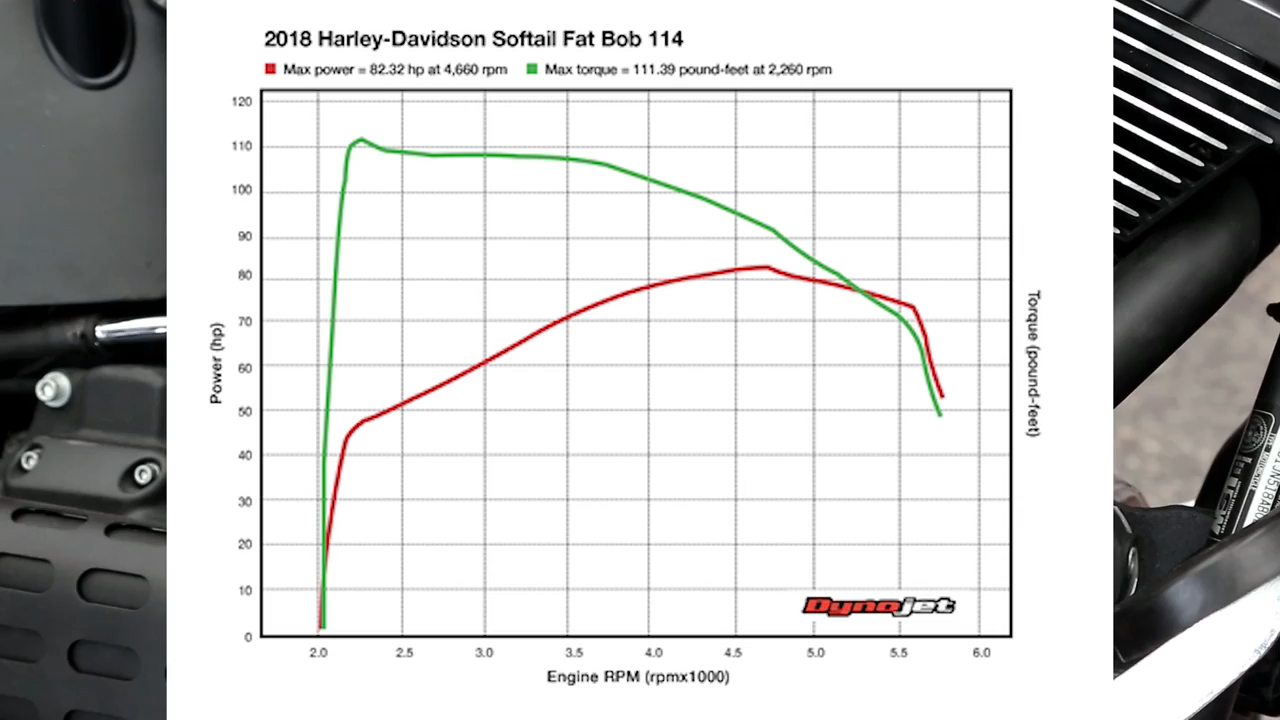 2018 Harley-Davidson Softail Fat Bob 114
Max power = 82.32 hp at 4,660 rpm
Max torque = 111.39 pound-feet at 2,260 rpm
120
110
100
90
80
70
60
50
40
30
20
10
0
Power (hp)
Torque (pound-feet)
Dynojet
2.0 2.5 3.0 3.5 4.0 4.5 5.0 5.5 6.0
Engine RPM (rpmx1000)